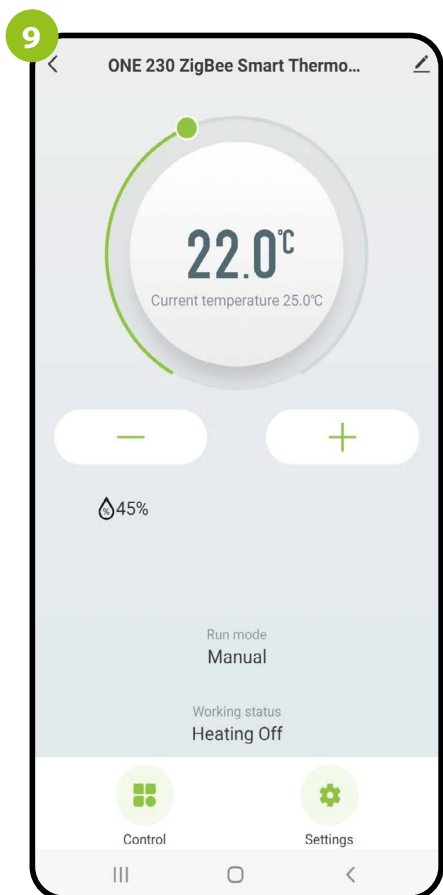 9
ONE 230 ZigBee Smart Thermo...
22.0°C
Current temperature 25.0°C
%45%
Run mode
Manual
Working status
Heating Off
Control Settings